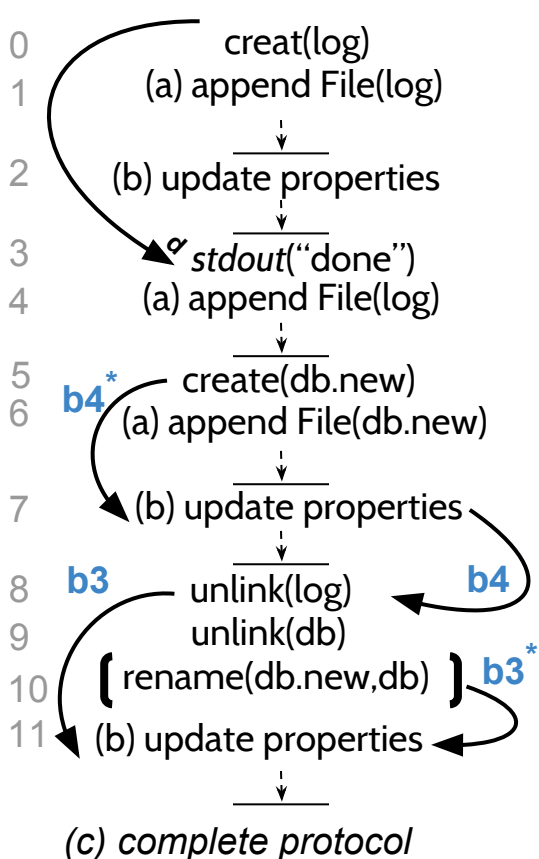 0 creat(log)
1 (a) append File(log)
2 (b) update properties
3 d stdout(“done”)
4 (a) append File(log)
5 create(db.new)
6 b4* (a) append File(db.new)
7 (b) update properties
8 b3 unlink(log) b4
9 unlink(db)
10 [rename(db.new,db)] b3*
11 (b) update properties
(c) complete protocol